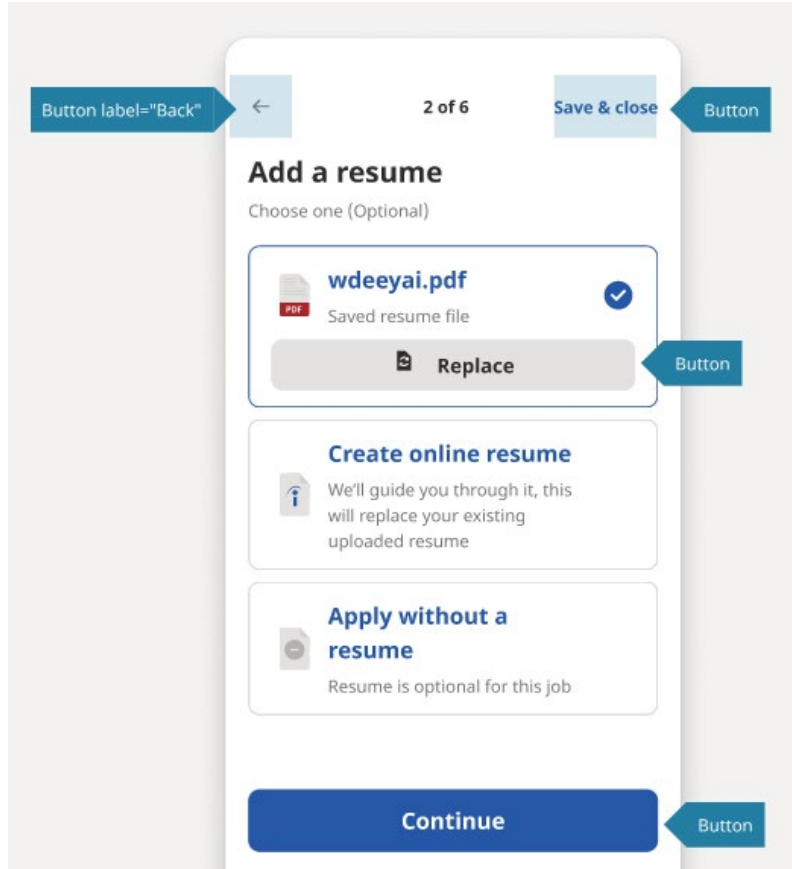 Button label="Back"
2 of 6
Save & close
Button
Add a resume
Choose one (Optional)
wdeeyai.pdf
PDF
Saved resume file
Replace
Button
Create online resume
We'll guide you through it, this
will replace your existing
uploaded resume
Apply without a
resume
Resume is optional for this job
Continue
Button